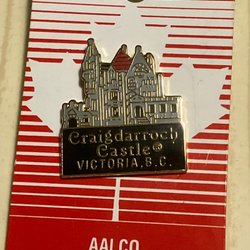 Craigdarroch
Castle®
VICTORIA, B.C.
AALCO